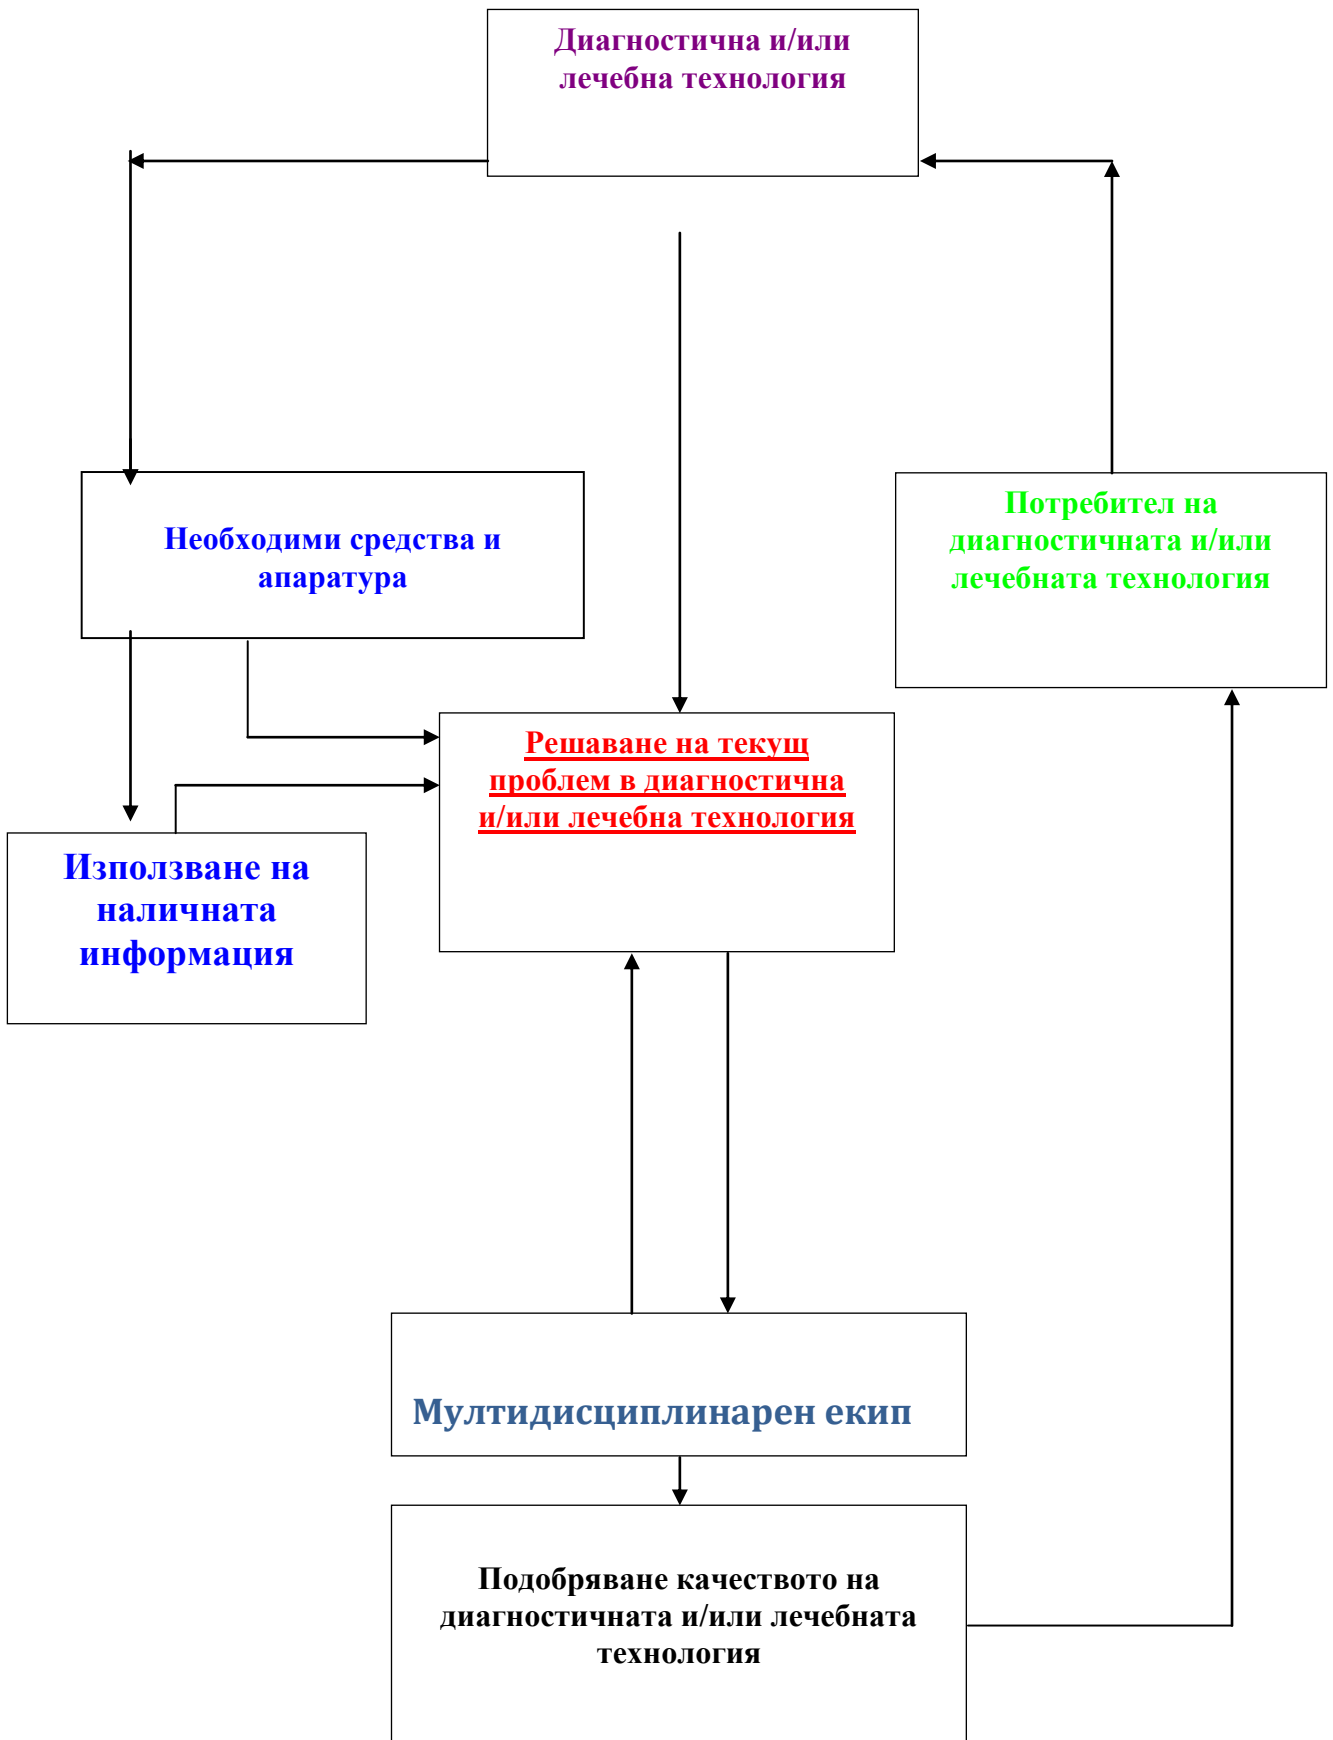 Диагностична и/или
лечебна технология
Необходими средства и
апаратура
Потребител на
диагностичната и/или
лечебната технология
Решаване на текущ
проблем в диагностична
и/или лечебна технология
Използване на
наличната
информация
Мултидисциплинарен екип
Подобряване качеството на
диагностичната и/или лечебната
технология